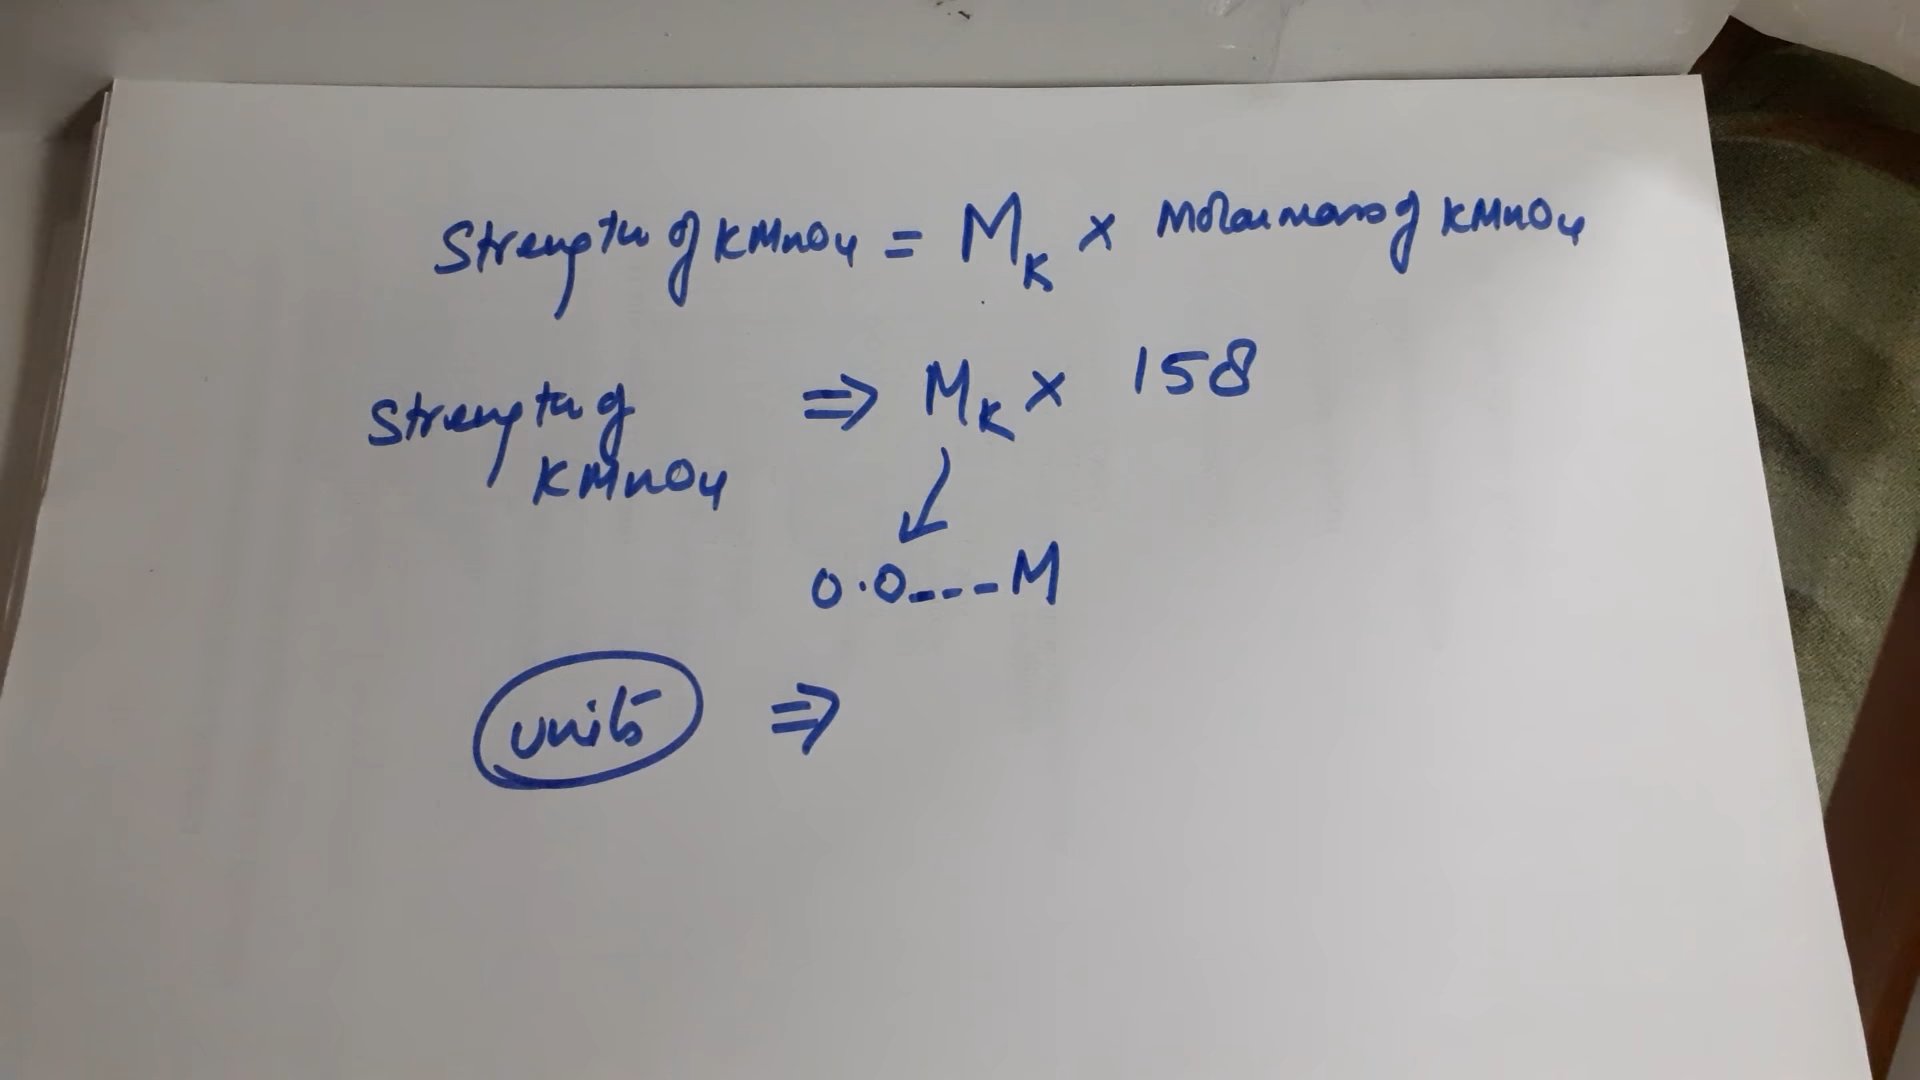 Strength of KMnO4 = MK × Molar mass of KMnO4
Strength of ⇒ MK × 158
KMnO4
0.0---M
units ⇒